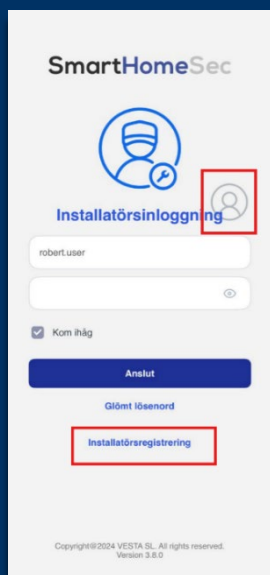 SmartHomeSec
Installatörsinloggning
robert.user
Kom ihåg
Anslut
Glömt lösenord
Installatörsregistrering
Copyright@2024 VESTA SL. All rights reserved.
Version 3.8.0